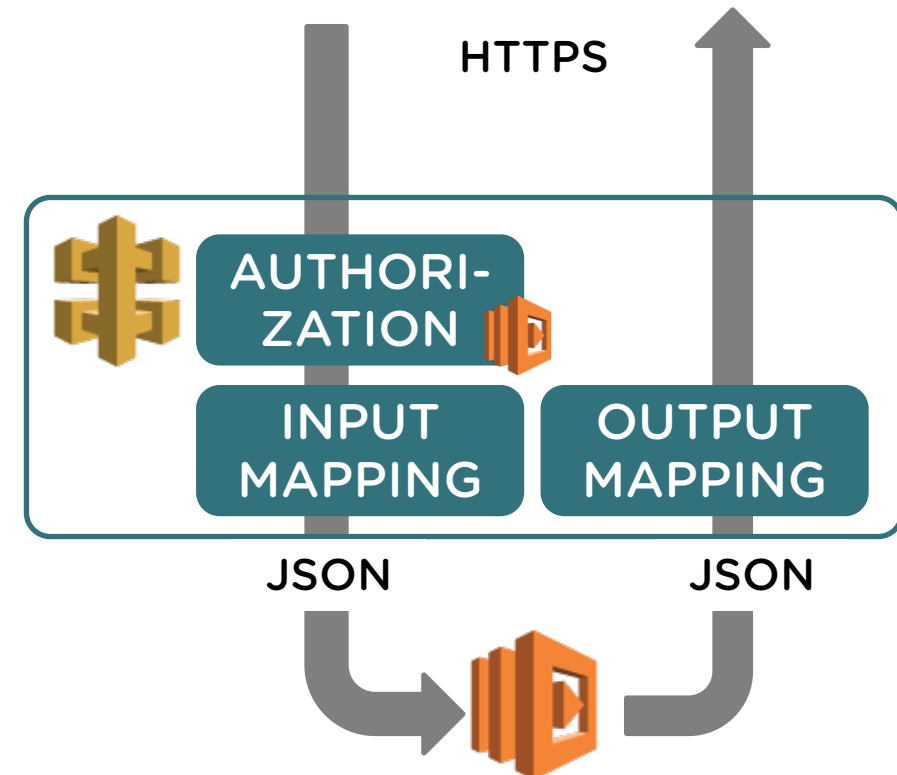 HTTPS
AUTHORI-
ZATION
INPUT
MAPPING
OUTPUT
MAPPING
JSON
JSON